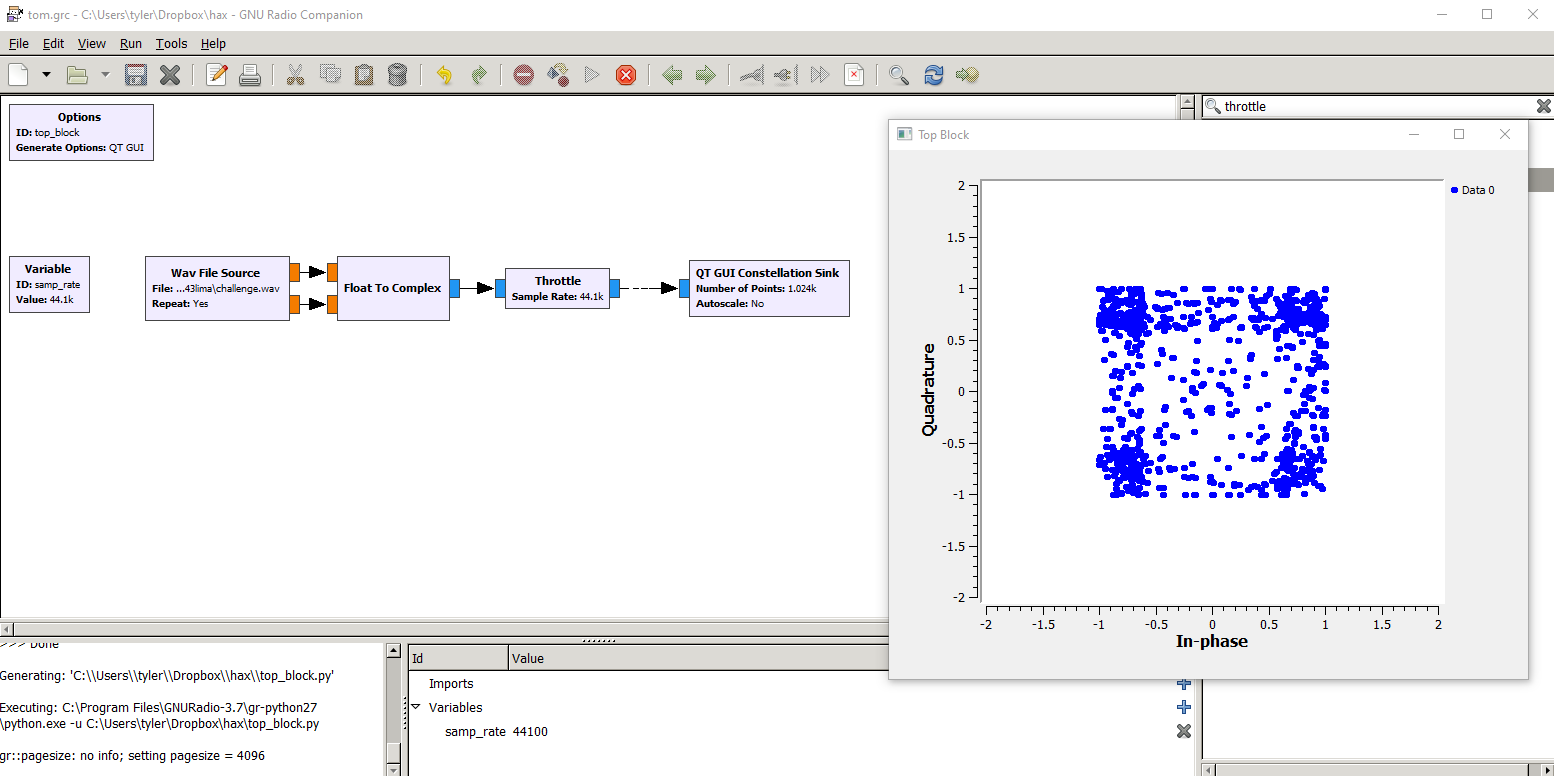 tom.grc - C:\Users\tyler\Dropbox\hax - GNU Radio Companion
File Edit View Run Tools Help
throttle
Options
ID: top_block
Generate Options: QT GUI
Variable
ID: samp_rate
Value: 44.1k
Wav File Source
File: ...43lima\challenge.wav
Repeat: Yes
Float To Complex
Throttle
Sample Rate: 44.1k
QT GUI Constellation Sink
Number of Points: 1.024k
Autoscale: No
Top Block
Data 0
2
1.5
1
0.5
0
-0.5
-1
-1.5
-2
Quadrature
-2 -1.5 -1 -0.5 0 0.5 1 1.5 2
In-phase
>>> Done
Generating: 'C:\\Users\\tyler\\Dropbox\\hax\\top_block.py'
Executing: C:\Program Files\GNURadio-3.7\gr-python27
\python.exe -u C:\Users\tyler\Dropbox\hax\top_block.py
gr::pagesize: no info; setting pagesize = 4096
Id Value
Imports
Variables
samp_rate 44100